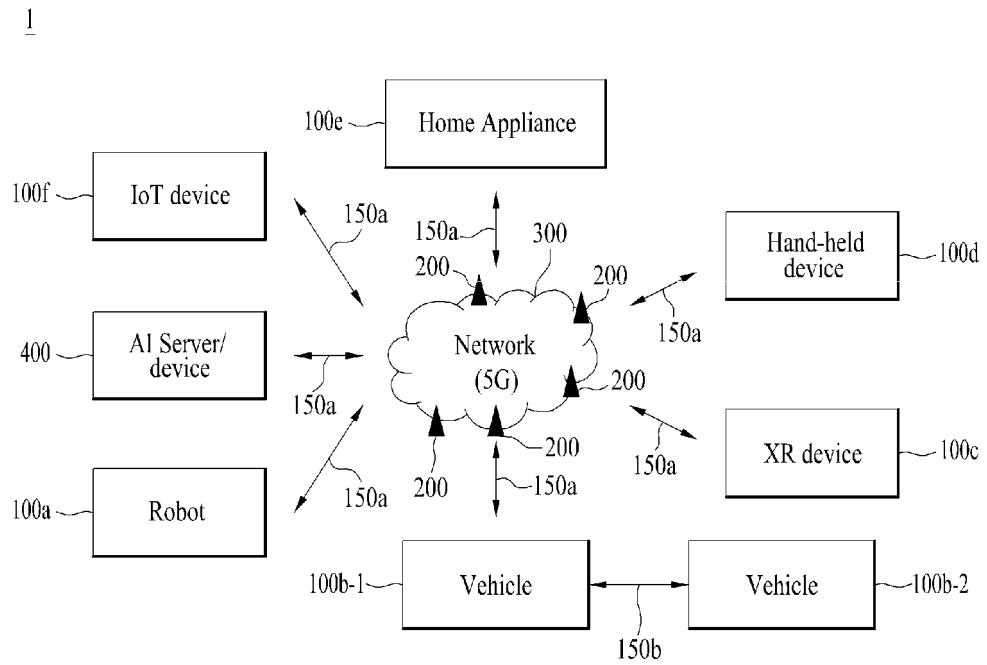 1
100e
Home Appliance
100f
IoT device
150a
150a
300
200
200
Hand-held
device
100d
150a
400
AI Server/
device
150a
Network
(5G)
200
150a
XR device
100c
100a
Robot
150a
200
200
150a
100b-1
Vehicle
Vehicle
100b-2
150b